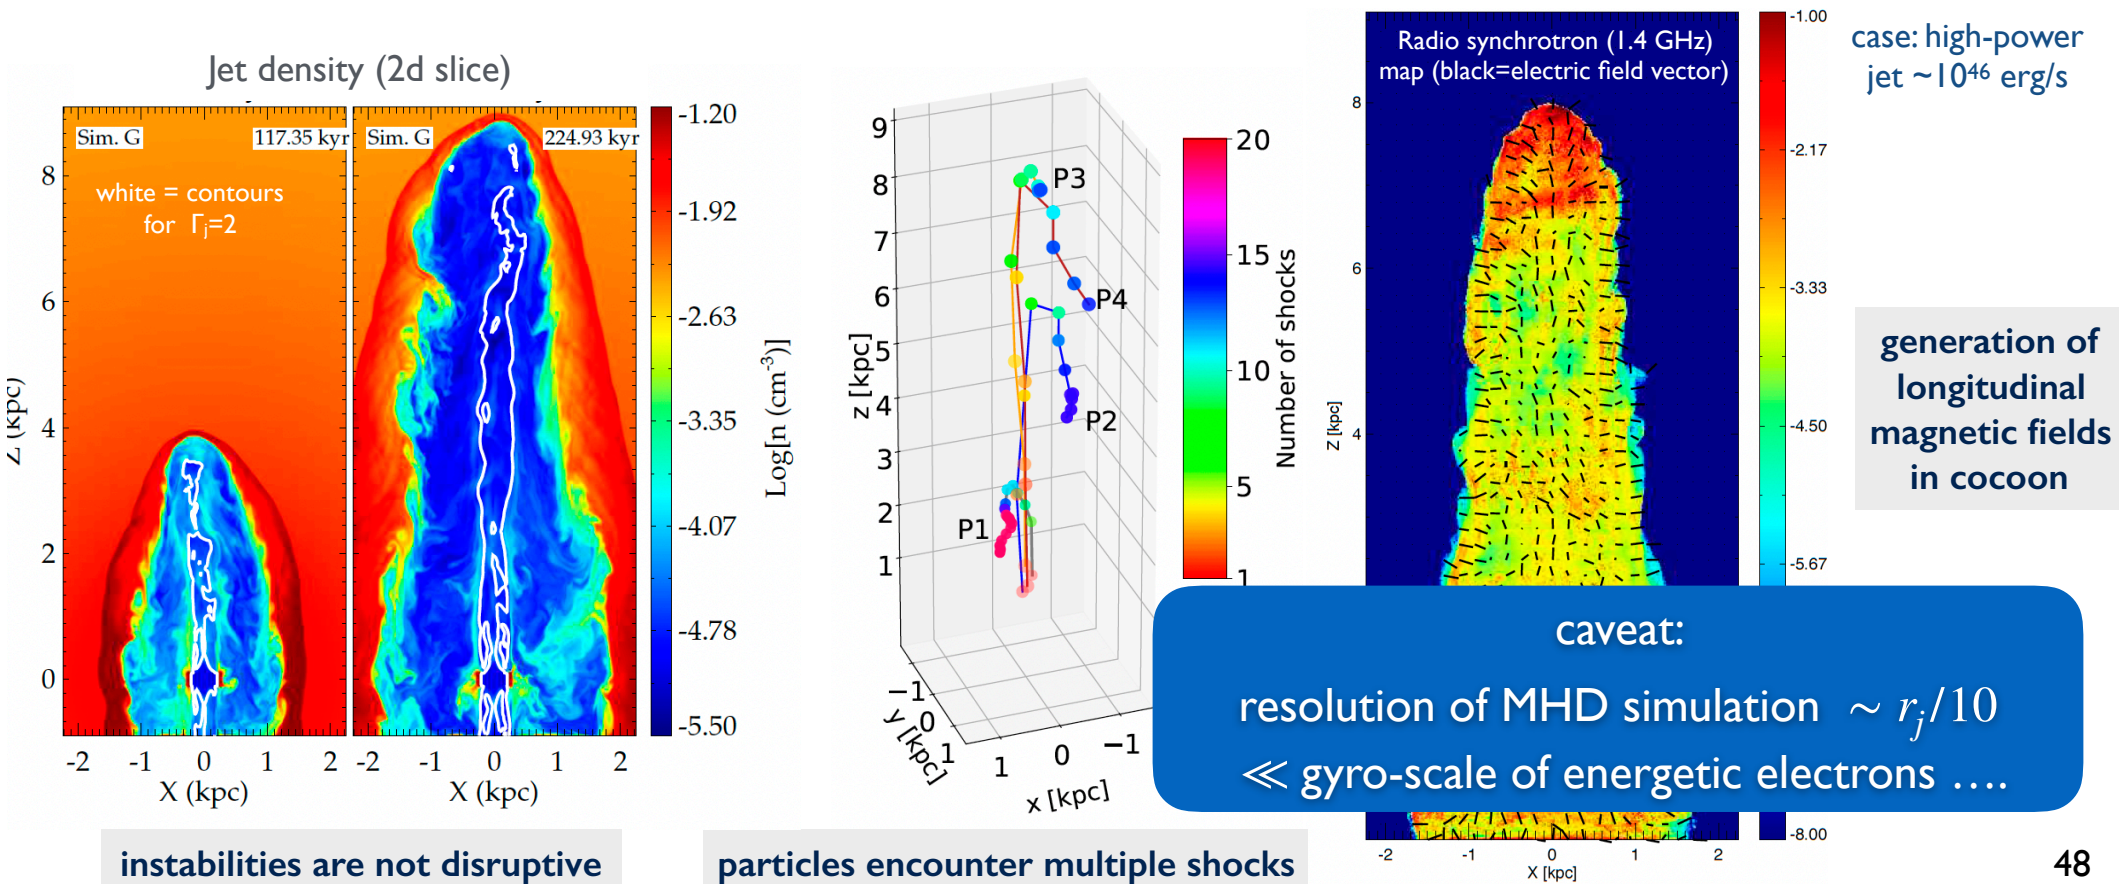 Jet density (2d slice)
Sim. G
117.35 kyr
Sim. G
224.93 kyr
white = contours
for Γj=2
8
6
4
2
0
Z (kpc)
-2 -1 0 1 2
X (kpc)
-2 -1 0 1 2
X (kpc)
-1.20
-1.92
-2.63
-3.35
-4.07
-4.78
-5.50
Log[n (cm-3)]
instabilities are not disruptive
9
8
7
6
5
4
3
2
1
z [kpc]
P3
P4
P2
P1
−1
0
1
y [kpc]
1 0 −1
x [kpc]
20
15
10
5
1
Number of shocks
particles encounter multiple shocks
Radio synchrotron (1.4 GHz)
map (black=electric field vector)
8
6
4
Z [kpc]
-2 -1 0 1 2
X [kpc]
-1.00
-2.17
-3.33
-4.50
-5.67
-8.00
case: high-power
jet ~10⁴⁶ erg/s
generation of
longitudinal
magnetic fields
in cocoon
caveat:
resolution of MHD simulation ~ rj/10
≪ gyro-scale of energetic electrons ....
48